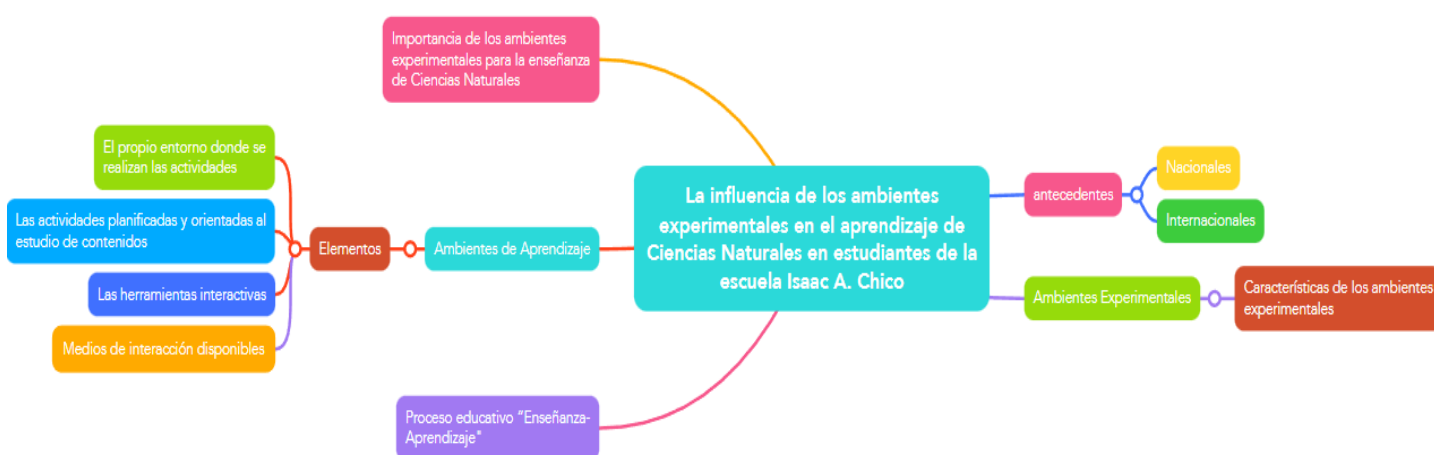 Importancia de los ambientes
experimentales para la enseñanza
de Ciencias Naturales
El propio entorno donde se
realizan las actividades
Las actividades planificadas y orientadas al
estudio de contenidos
Las herramientas interactivas
Medios de interacción disponibles
Elementos
Ambientes de Aprendizaje
La influencia de los ambientes
experimentales en el aprendizaje de
Ciencias Naturales en estudiantes de la
escuela Isaac A. Chico
antecedentes
Nacionales
Internacionales
Ambientes Experimentales
Características de los ambientes
experimentales
Proceso educativo “Enseñanza-
Aprendizaje"